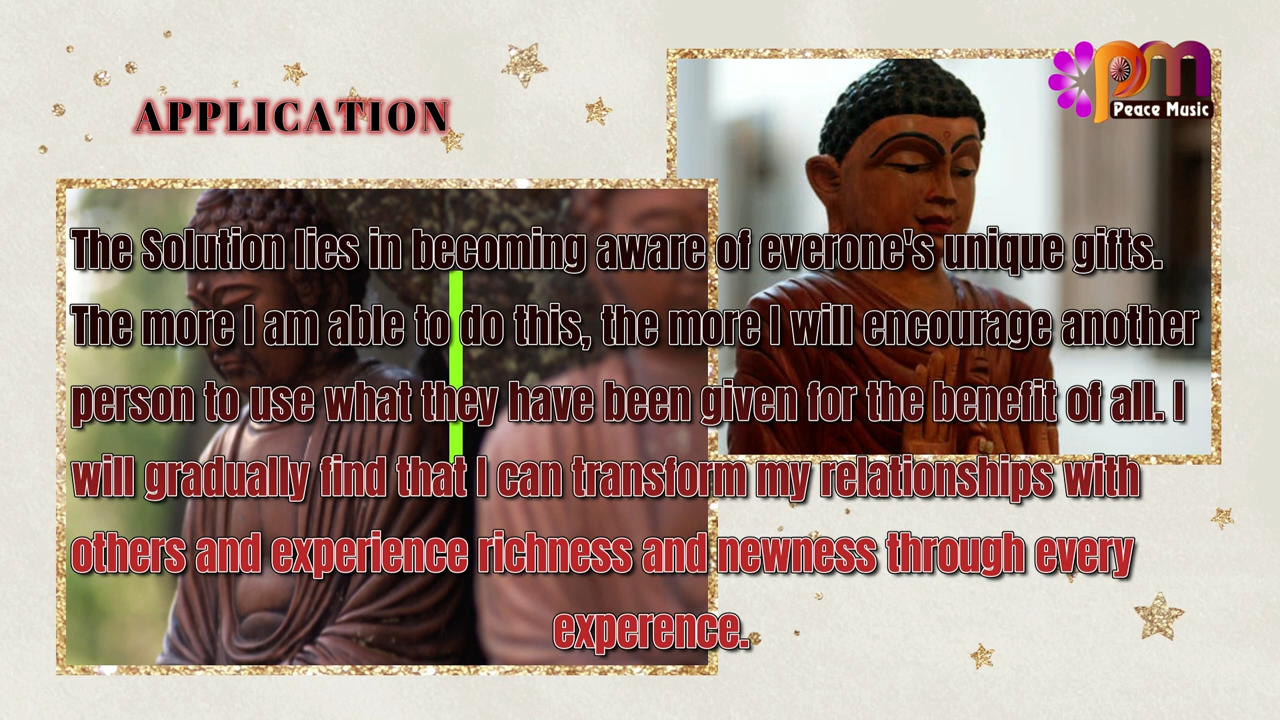 APPLICATION
pm
Peace Music
The Solution lies in becoming aware of everone's unique gifts.
The more I am able to do this, the more I will encourage another
person to use what they have been given for the benefit of all. I
will gradually find that I can transform my relationships with
others and experience richness and newness through every
experence.